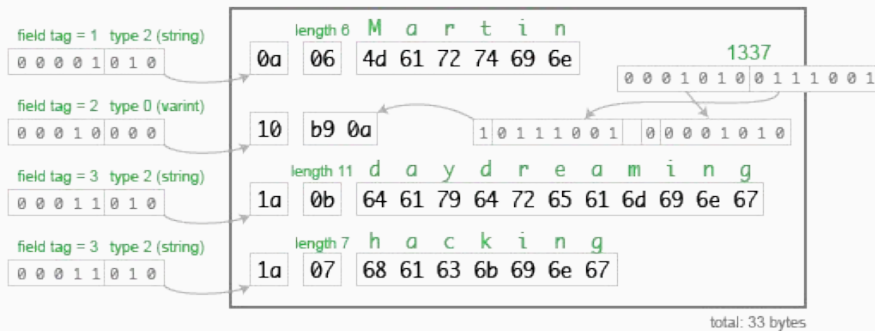 length 6 M a r t i n
field tag = 1 type 2 (string)
0 0 0 0 1 0 1 0
0a 06 4d 61 72 74 69 6e
1337
0 0 0 1 0 1 0 0 1 1 1 0 0 1
field tag = 2 type 0 (varint)
0 0 0 1 0 0 0 0
10 b9 0a
1 0 1 1 1 0 0 1 0 0 0 0 1 0 1 0
length 11 d a y d r e a m i n g
field tag = 3 type 2 (string)
0 0 0 1 1 0 1 0
1a 0b 64 61 79 64 72 65 61 6d 69 6e 67
length 7 h a c k i n g
field tag = 3 type 2 (string)
0 0 0 1 1 0 1 0
1a 07 68 61 63 6b 69 6e 67
total: 33 bytes